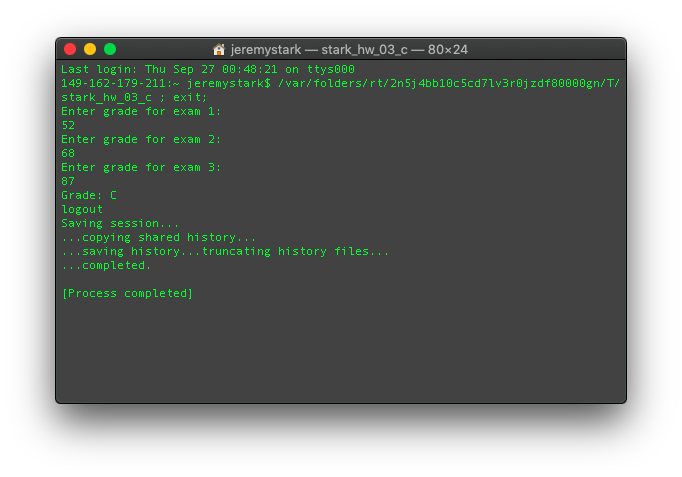 jeremystark — stark_hw_03_c — 80×24
Last login: Thu Sep 27 00:48:21 on ttys000
149-162-179-211:~ jeremystark$ /var/folders/rt/2n5j4bb10c5cd7lv3r0jzdf80000gn/T/
stark_hw_03_c ; exit;
Enter grade for exam 1:
52
Enter grade for exam 2:
68
Enter grade for exam 3:
87
Grade: C
logout
Saving session...
...copying shared history...
...saving history...truncating history files...
...completed.
[Process completed]